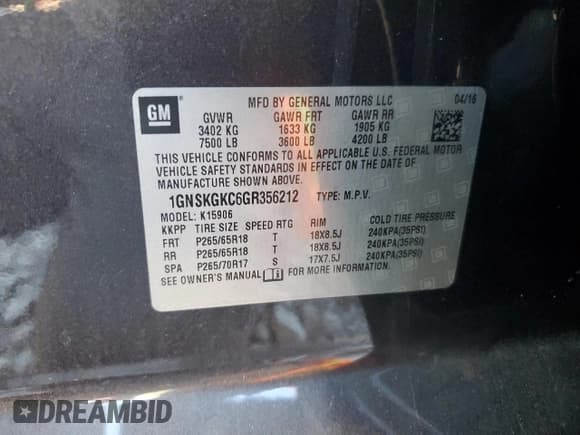 GM
MFD BY GENERAL MOTORS LLC 04/16
GVWR GAWR FRT GAWR RR
3402 KG 1633 KG 1905 KG
7500 LB 3600 LB 4200 LB
THIS VEHICLE CONFORMS TO ALL APPLICABLE U.S. FEDERAL MOTOR
VEHICLE SAFETY STANDARDS IN EFFECT ON THE DATE OF
MANUFACTURE SHOWN ABOVE.
1GNSKGKC6GR356212 TYPE: M.P.V.
MODEL: K15906
KKPP TIRE SIZE SPEED RTG RIM COLD TIRE PRESSURE
FRT P265/65R18 T 18X8.5J 240KPA(35PSI)
RR P265/65R18 T 18X8.5J 240KPA(35PSI)
SPA P265/70R17 S 17X7.5J 240KPA(35PSI)
SEE OWNER'S MANUAL FOR MORE INFORMATION
DREAMBID